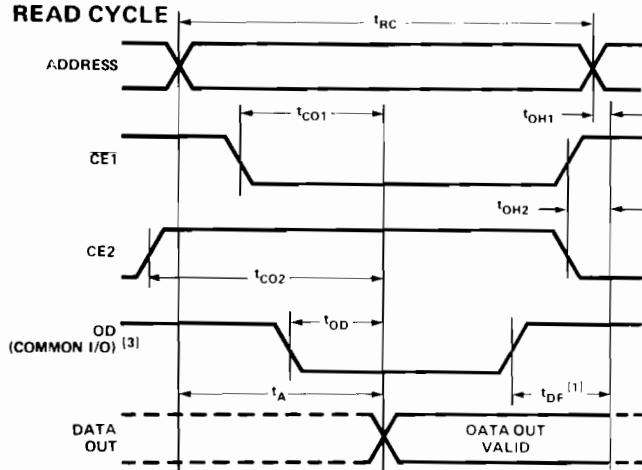 READ CYCLE
tRC
ADDRESS
tCO1
tOH1
CE1
tOH2
CE2
tCO2
tOD
OD
(COMMON I/O) [3]
tA
tDF [1]
DATA
OUT
DATA OUT
VALID